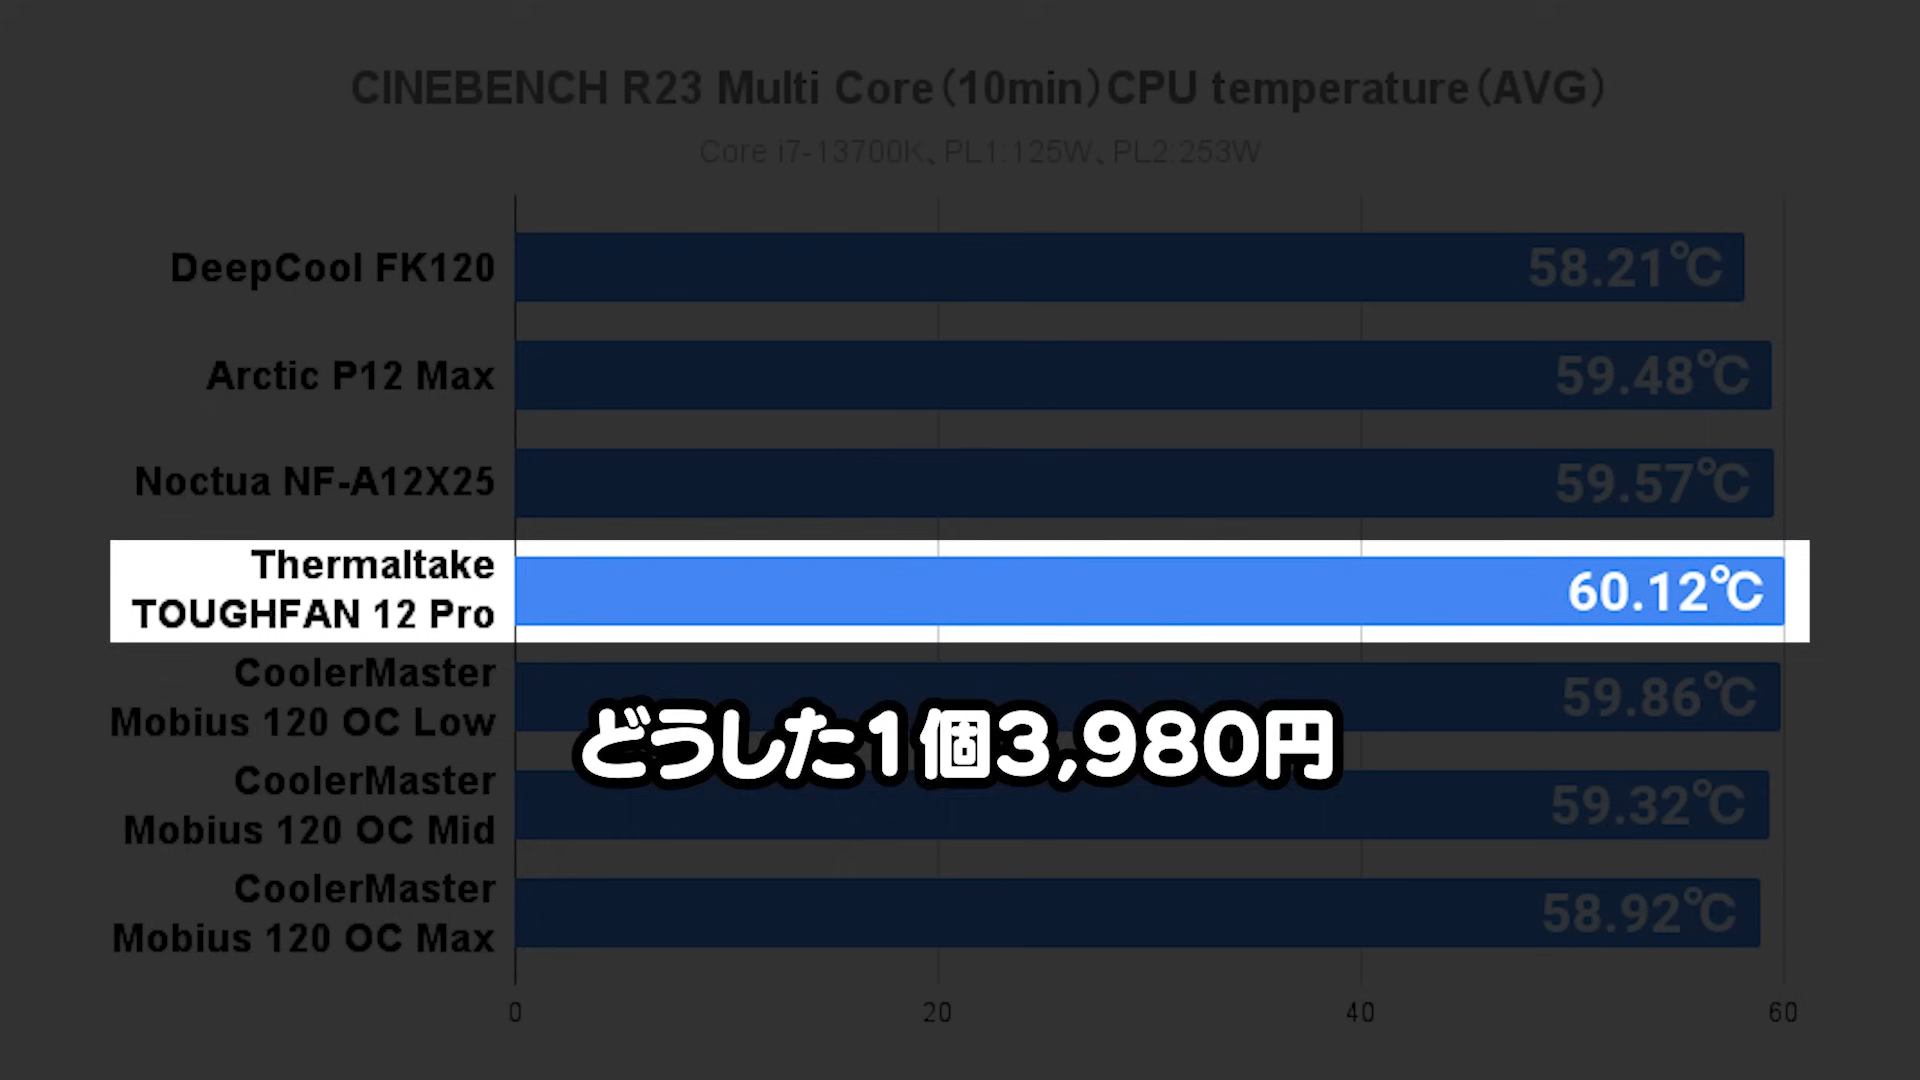 CINEBENCH R23 Multi Core（10min）CPU temperature（AVG）
Core i7-13700K、PL1:125W、PL2:253W
DeepCool FK120
58.21℃
Arctic P12 Max
59.48℃
Noctua NF-A12X25
59.57℃
Thermaltake
TOUGHFAN 12 Pro
60.12℃
CoolerMaster
Mobius 120 OC Low
59.86℃
どうした1個3,980円
CoolerMaster
Mobius 120 OC Mid
59.32℃
CoolerMaster
Mobius 120 OC Max
58.92℃
0 20 40 60